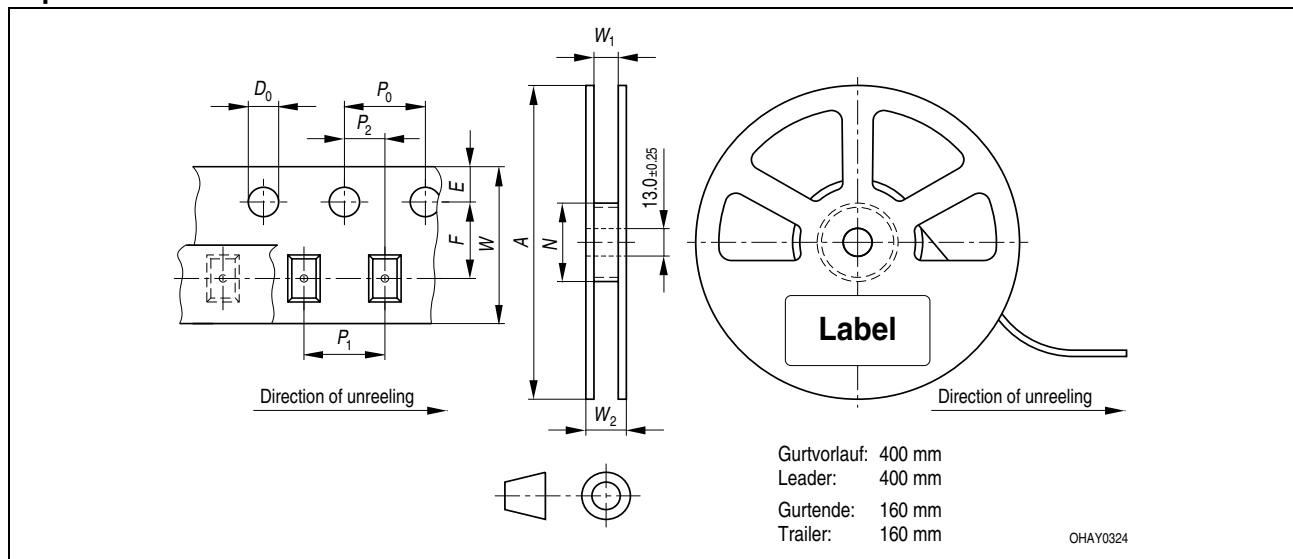 W1
D0
P0
P2
E
F
W
A
N
13.0±0.25
P1
Label
Direction of unreeling
W2
Direction of unreeling
Gurtvorlauf: 400 mm
Leader: 400 mm
Gurtende: 160 mm
Trailer: 160 mm
OHAY0324